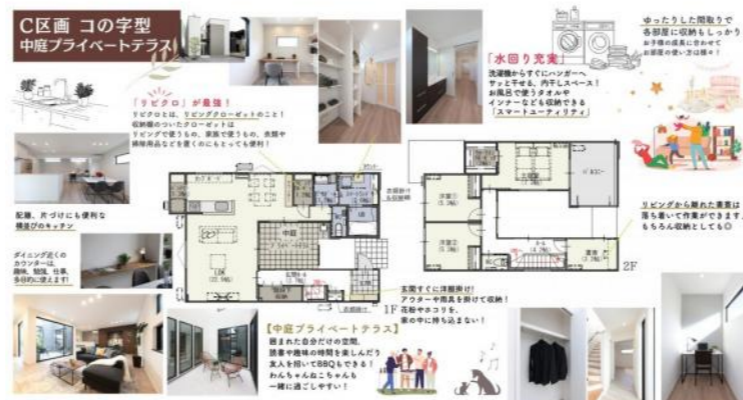 C区画 コの字型
中庭プライベートテラス
「リビクロ」が最強！
リビクロとは、リビングクローゼットのこと！
収納棚のついたクローゼットは
リビングで使うもの、家族で使うもの、衣類や
掃除用品などを置くのにもとっても便利！
「水回り充実」
洗濯機からすぐにハンガーへ
サッと干せる、内干しスペース！
お風呂で使うタオルや
インナーなども収納できる
「スマートユーティリティ」
ゆったりした間取りで
各部屋に収納もしっかり
お子様の成長に合わせて
お部屋の使い方は様々！
配膳、片づけにも便利な
横並びのキッチン
ダイニング近くの
カウンターは、
趣味、勉強、仕事、
多目的に使えます！
リビングから離れた書斎は
落ち着いて作業ができます。
もちろん収納としても◎
中庭
LDK
洋室①
洋室②
1F
2F
玄関すぐに洋服掛け！
アウターや雨具を掛けて収納！
花粉やホコリを、
家の中に持ち込まない！
【中庭プライベートテラス】
囲まれた自分だけの空間。
読書や趣味の時間を楽しんだり
友人を招いてBBQもできる！
わんちゃんねこちゃんも
一緒に過ごしやすい！